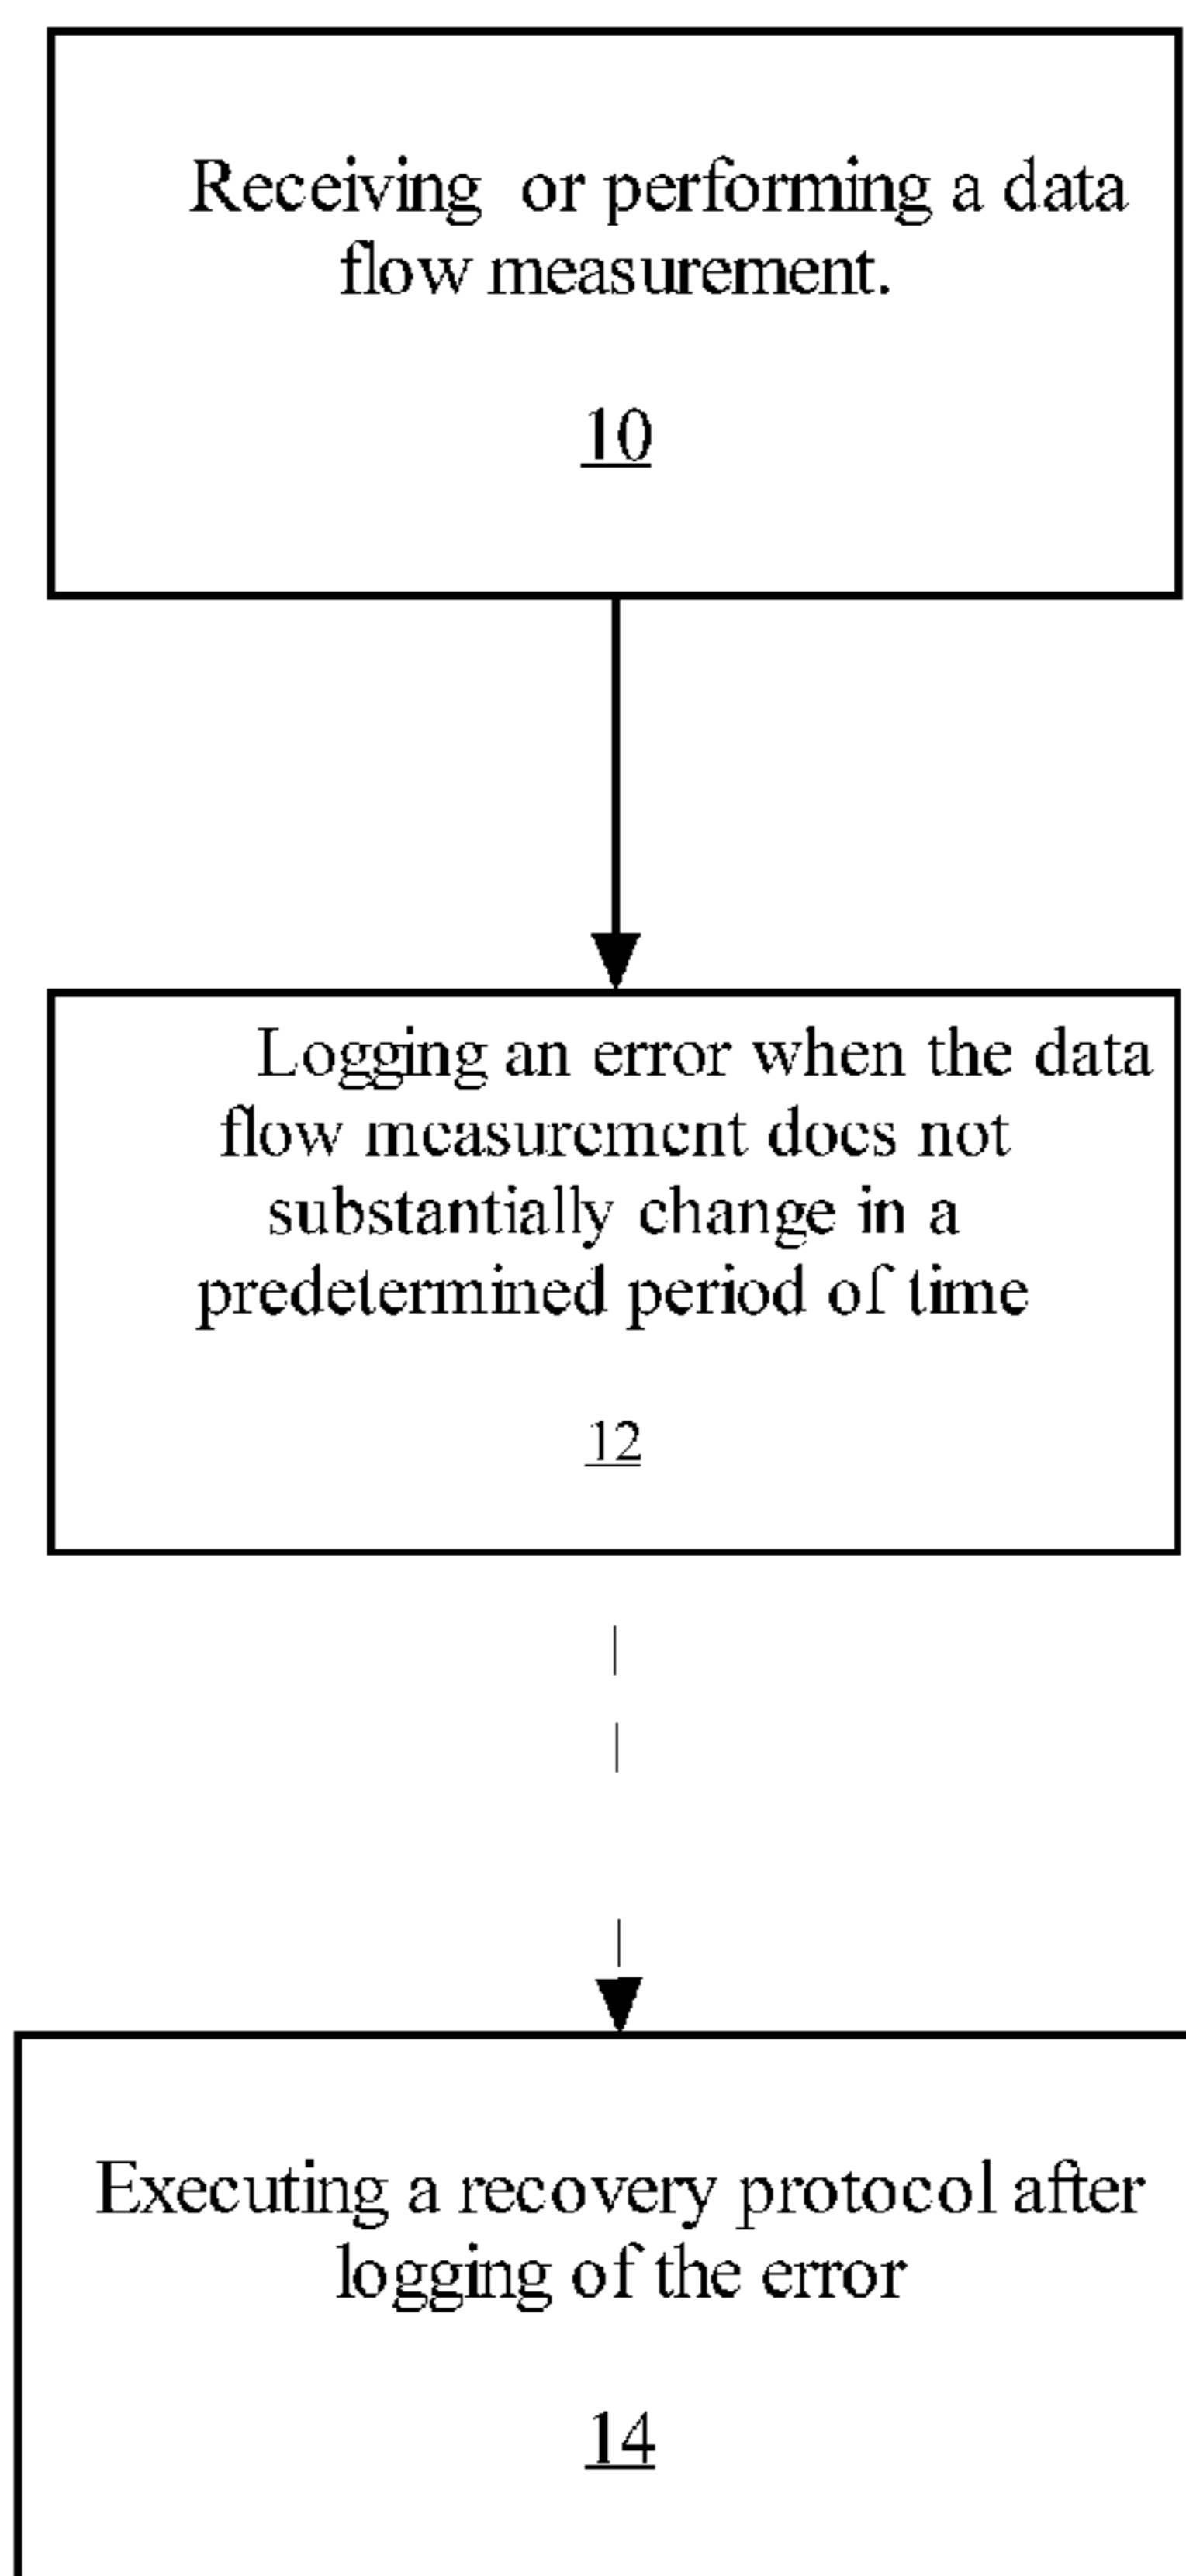 Receiving or performing a data
flow measurement.
10
Logging an error when the data
flow measurement does not
substantially change in a
predetermined period of time
12
Executing a recovery protocol after
logging of the error
14